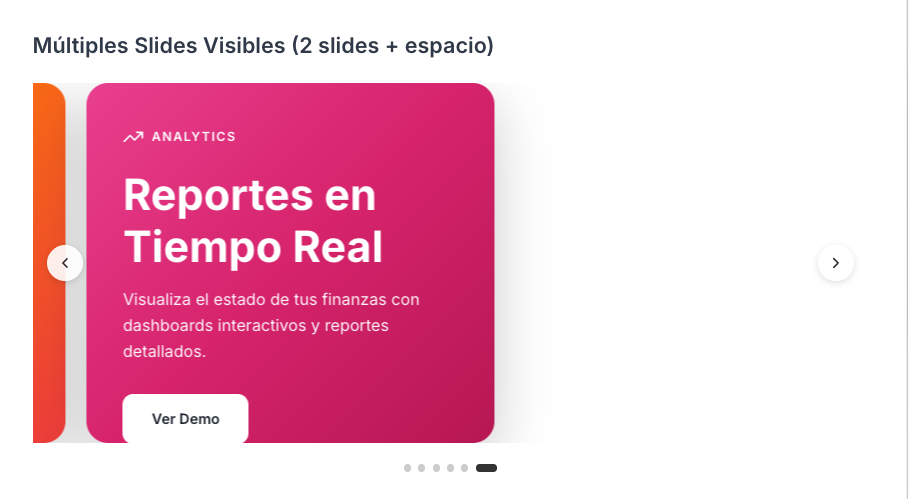 Múltiples Slides Visibles (2 slides + espacio)
ANALYTICS
Reportes en
Tiempo Real
Visualiza el estado de tus finanzas con
dashboards interactivos y reportes
detallados.
Ver Demo